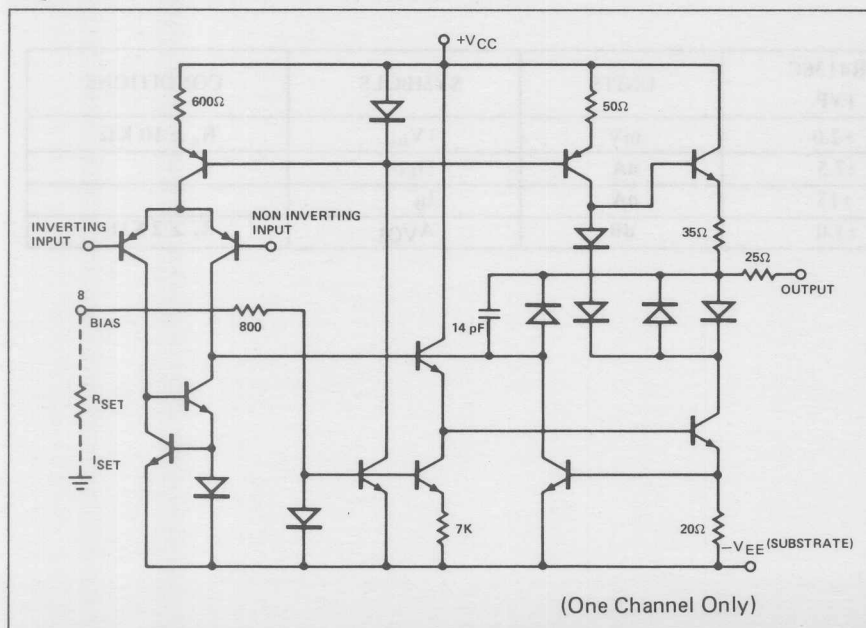 +VCC
600Ω
50Ω
INVERTING
INPUT
NON INVERTING
INPUT
35Ω
25Ω
OUTPUT
8
BIAS
800
14 pF
RSET
ISET
7K
20Ω
−VEE (SUBSTRATE)
(One Channel Only)